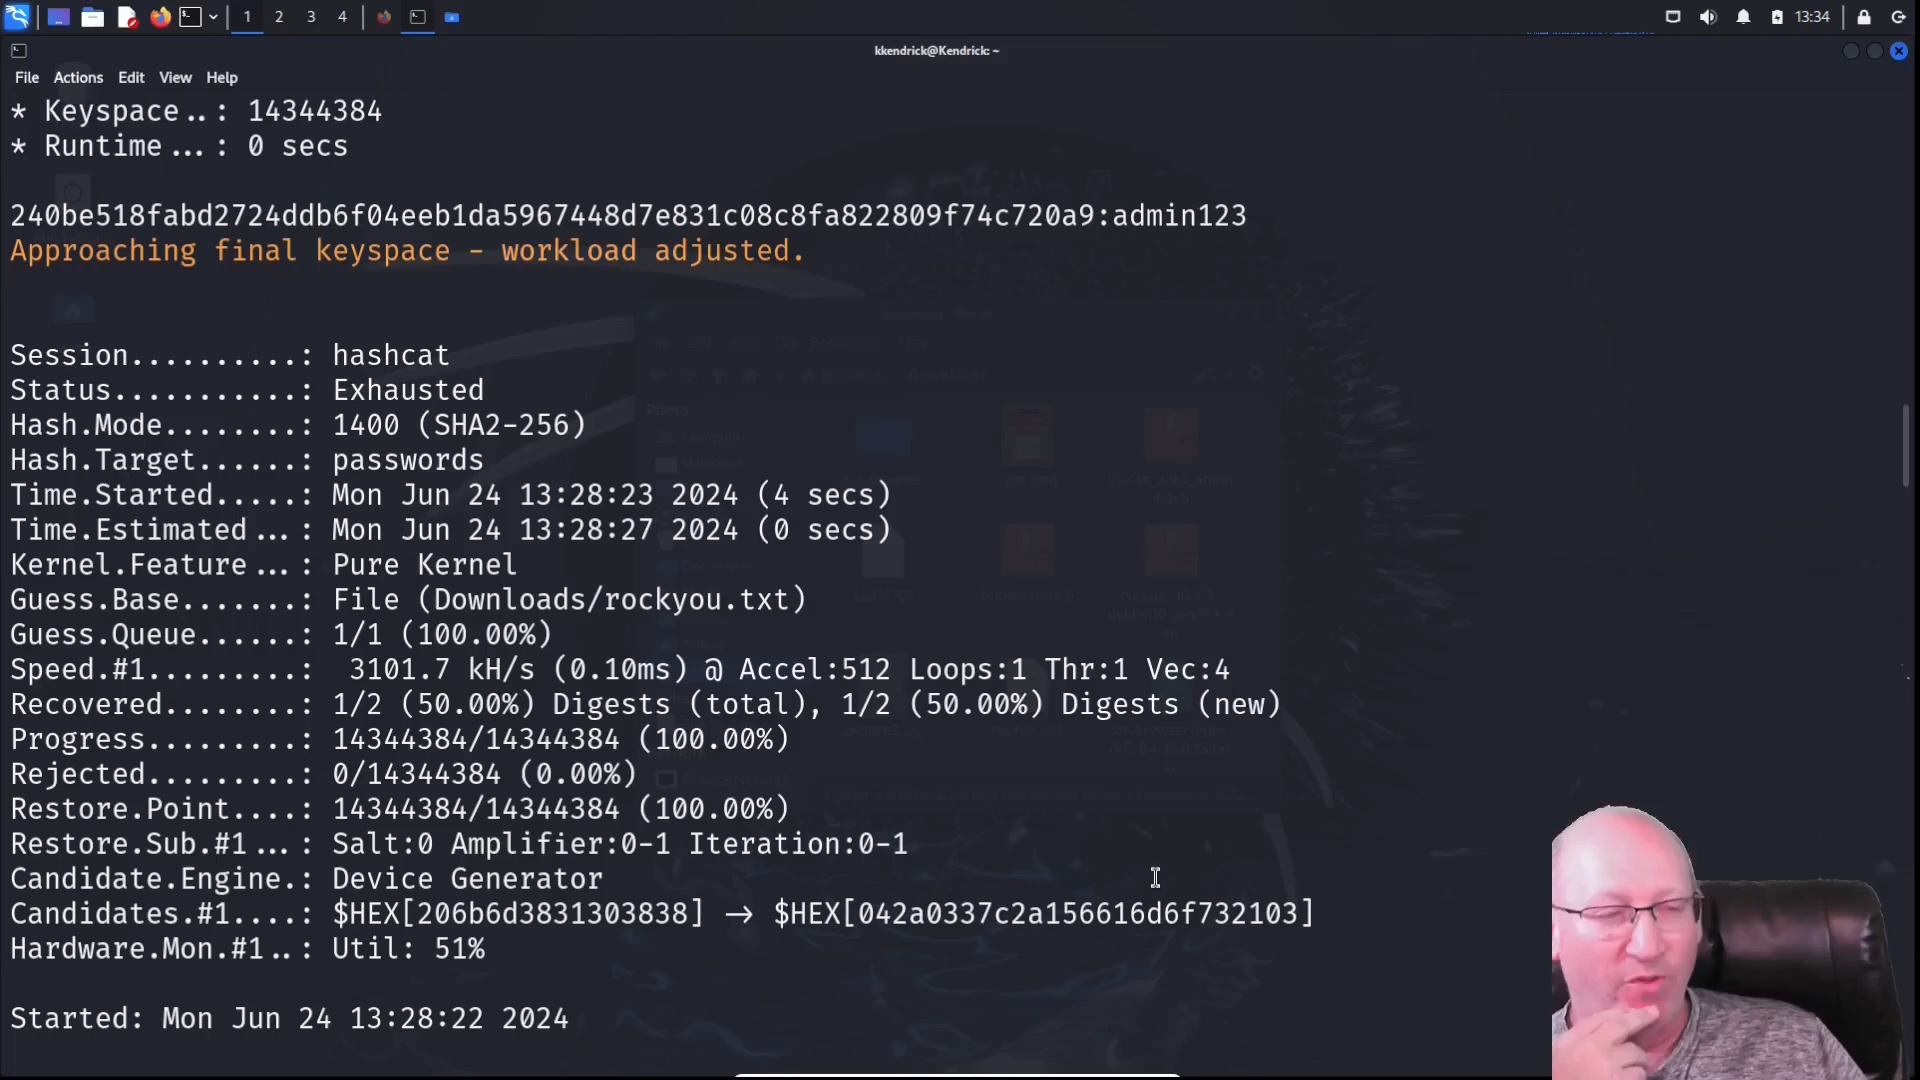 1 2 3 4 13:34
kkendrick@Kendrick: ~
File Actions Edit View Help
* Keyspace..: 14344384
* Runtime...: 0 secs
240be518fabd2724ddb6f04eeb1da5967448d7e831c08c8fa822809f74c720a9:admin123
Approaching final keyspace - workload adjusted.
Session..........: hashcat
Status...........: Exhausted
Hash.Mode........: 1400 (SHA2-256)
Hash.Target......: passwords
Time.Started.....: Mon Jun 24 13:28:23 2024 (4 secs)
Time.Estimated...: Mon Jun 24 13:28:27 2024 (0 secs)
Kernel.Feature...: Pure Kernel
Guess.Base.......: File (Downloads/rockyou.txt)
Guess.Queue......: 1/1 (100.00%)
Speed.#1.........:  3101.7 kH/s (0.10ms) @ Accel:512 Loops:1 Thr:1 Vec:4
Recovered........: 1/2 (50.00%) Digests (total), 1/2 (50.00%) Digests (new)
Progress.........: 14344384/14344384 (100.00%)
Rejected.........: 0/14344384 (0.00%)
Restore.Point....: 14344384/14344384 (100.00%)
Restore.Sub.#1...: Salt:0 Amplifier:0-1 Iteration:0-1
Candidate.Engine.: Device Generator
Candidates.#1....: $HEX[206b6d3831303838] -> $HEX[042a0337c2a156616d6f732103]
Hardware.Mon.#1..: Util: 51%
Started: Mon Jun 24 13:28:22 2024